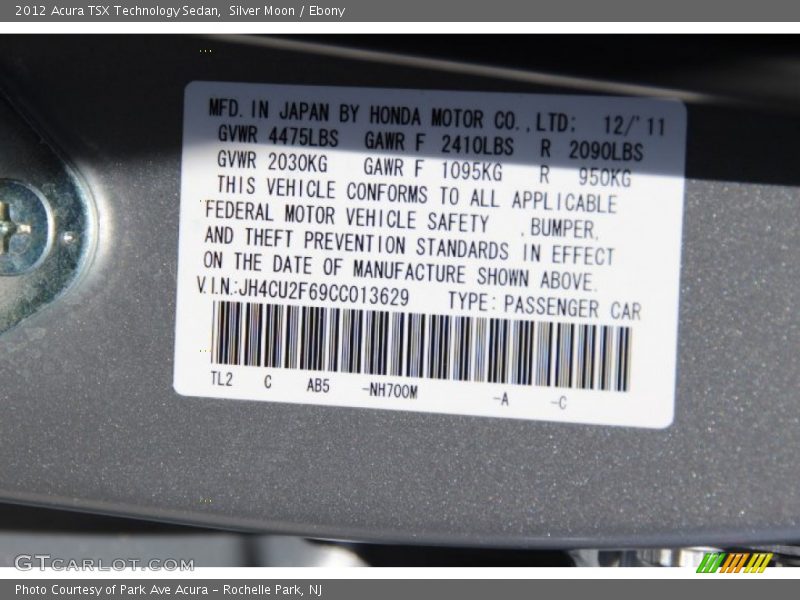 2012 Acura TSX Technology Sedan, Silver Moon / Ebony
MFD. IN JAPAN BY HONDA MOTOR CO.,LTD: 12/'11
GVWR 4475LBS GAWR F 2410LBS R 2090LBS
GVWR 2030KG GAWR F 1095KG R 950KG
THIS VEHICLE CONFORMS TO ALL APPLICABLE
FEDERAL MOTOR VEHICLE SAFETY ,BUMPER,
AND THEFT PREVENTION STANDARDS IN EFFECT
ON THE DATE OF MANUFACTURE SHOWN ABOVE.
V.I.N:JH4CU2F69CC013629 TYPE:PASSENGER CAR
TL2 C AB5 -NH700M -A -C
GTcarlot.com
Photo Courtesy of Park Ave Acura - Rochelle Park, NJ